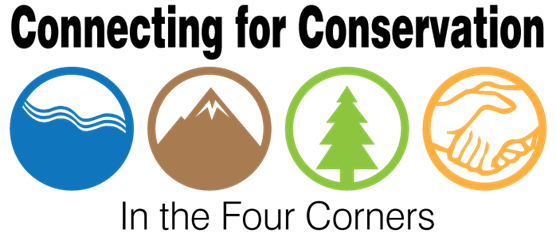 Connecting for Conservation
In the Four Corners